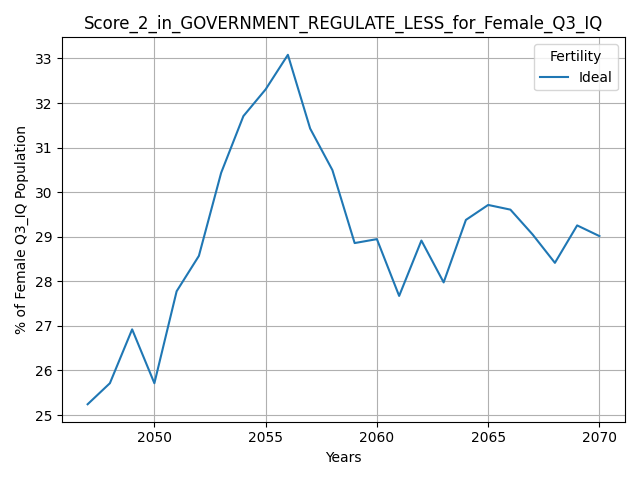 Score_2_in_GOVERNMENT_REGULATE_LESS_for_Female_Q3_IQ
Fertility
Ideal
33
32
31
30
29
28
27
26
25
% of Female Q3_IQ Population
2050 2055 2060 2065 2070
Years